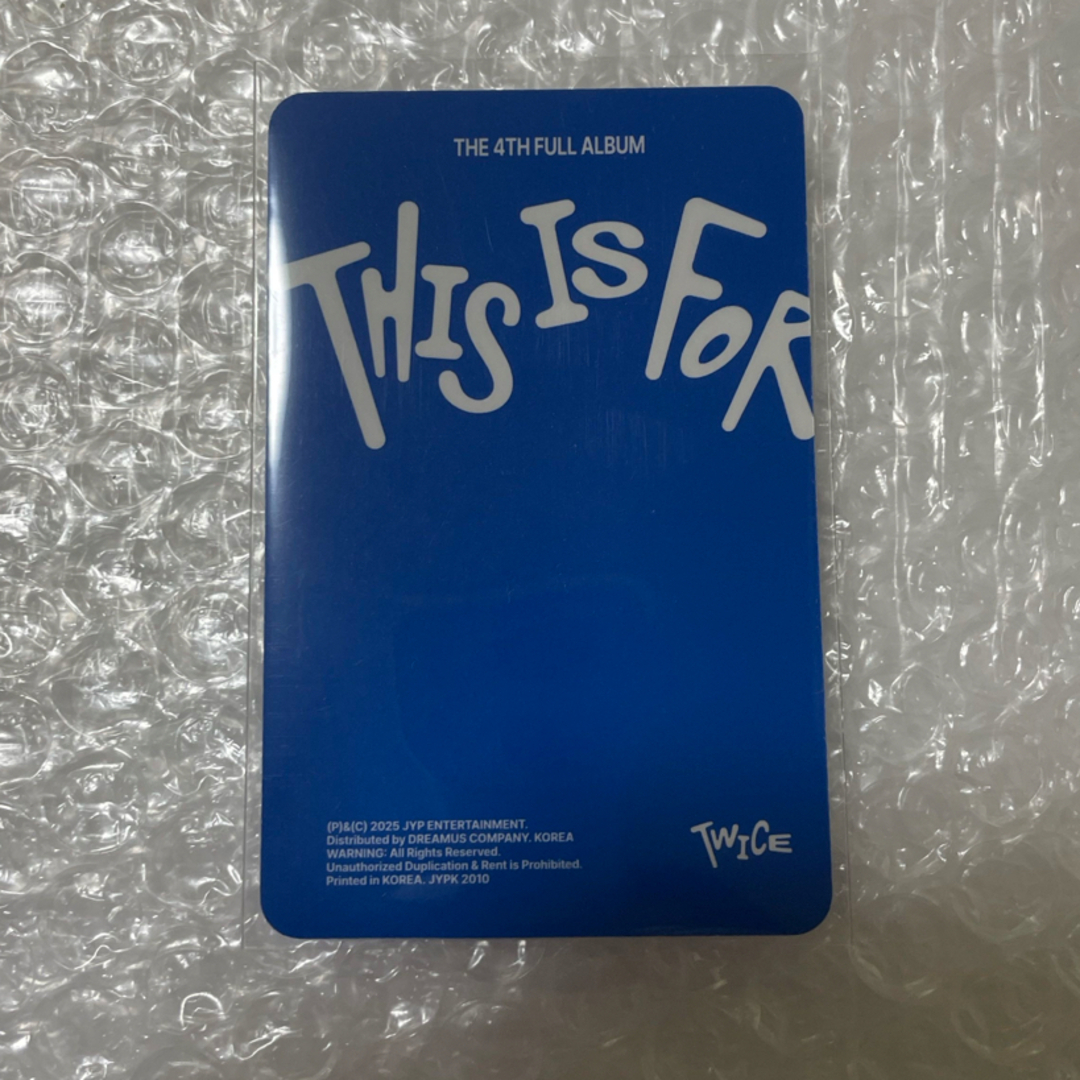 THE 4TH FULL ALBUM
THIS IS FOR
(P)&(C) 2025 JYP ENTERTAINMENT.
Distributed by DREAMUS COMPANY. KOREA
WARNING: All Rights Reserved.
Unauthorized Duplication & Rent is Prohibited.
Printed in KOREA. JYPK 2010
TWICE